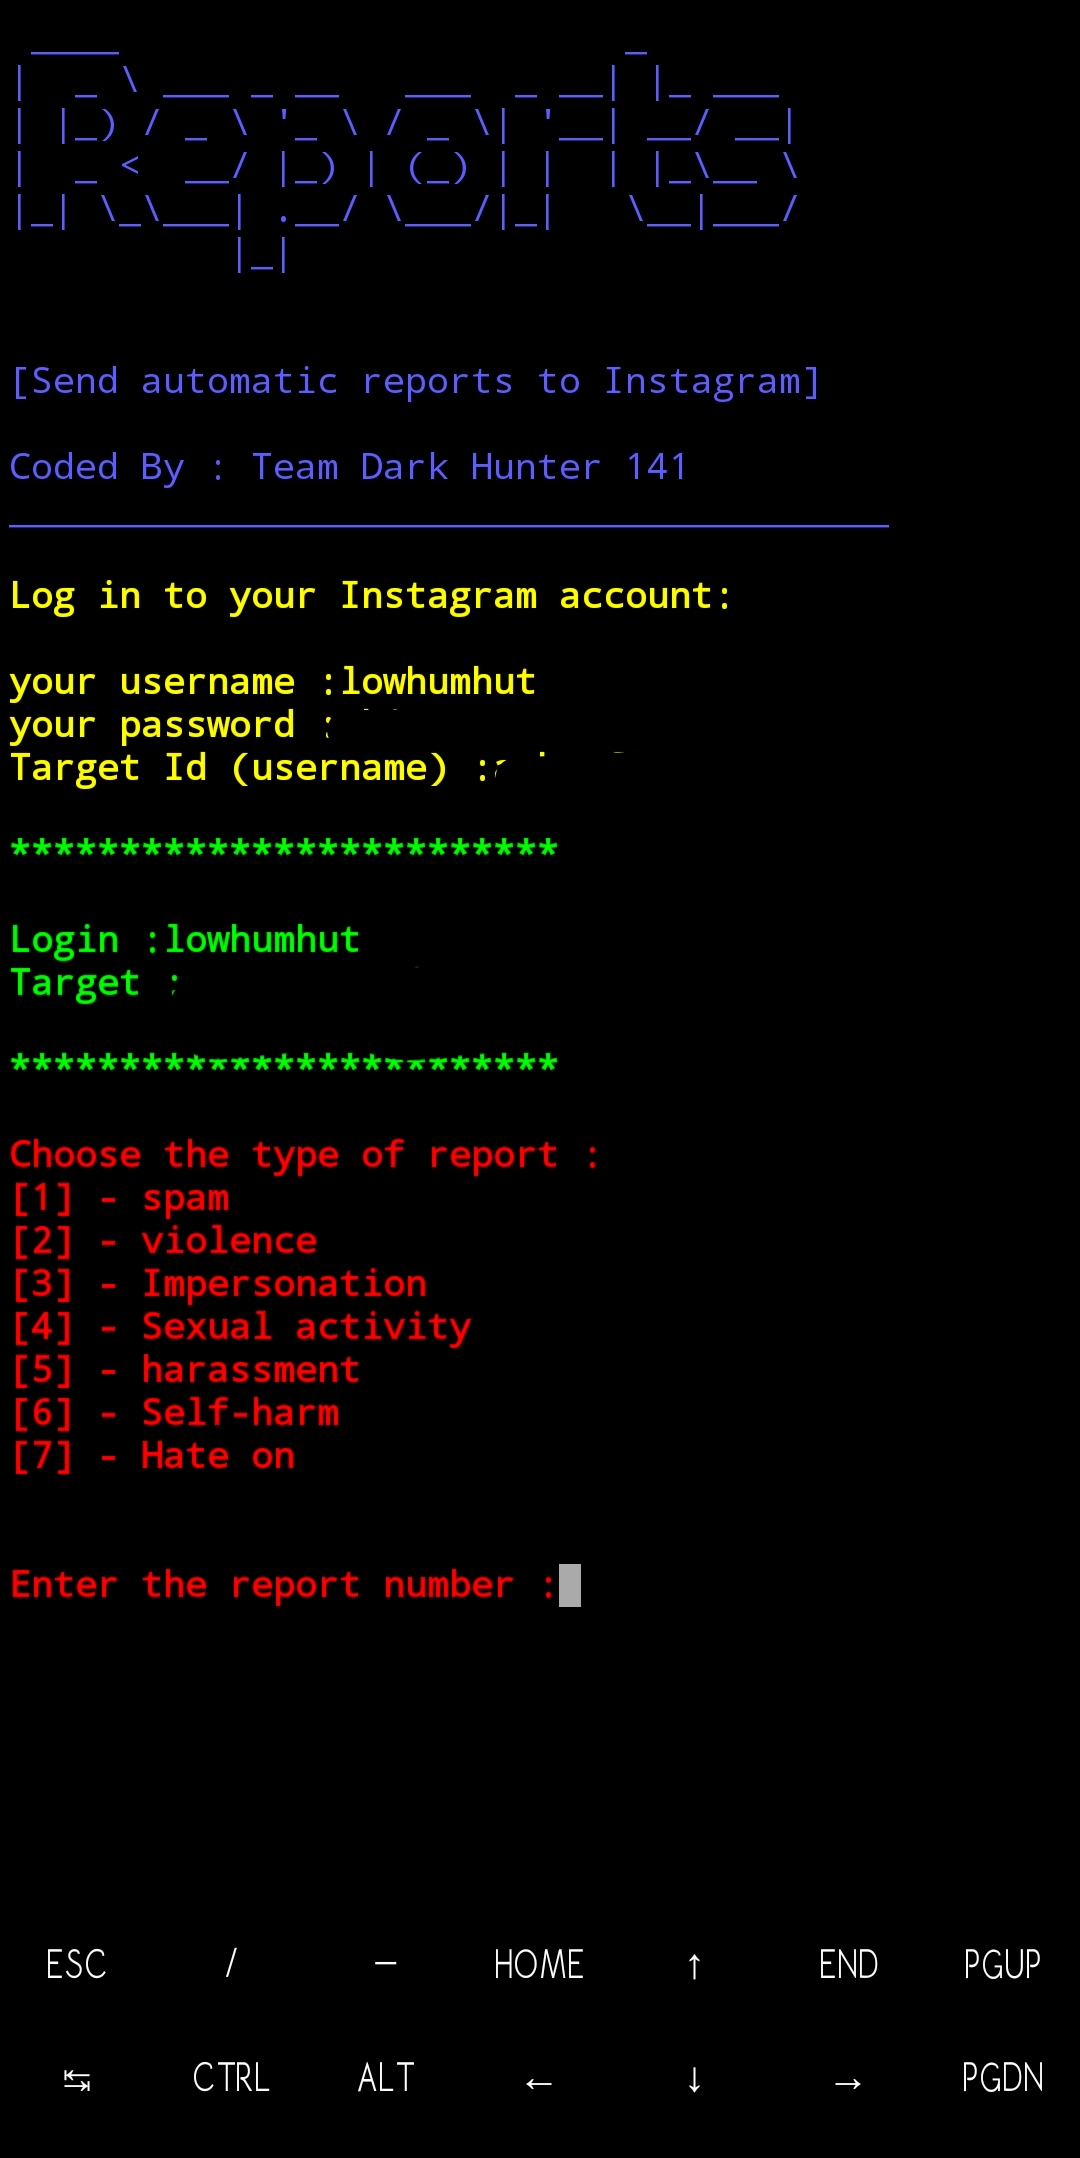 Reports
[Send automatic reports to Instagram]
Coded By : Team Dark Hunter 141
Log in to your Instagram account:
your username :lowhumhut
your password :
Target Id (username) :
*************************
Login :lowhumhut
Target :
*************************
Choose the type of report :
[1] - spam
[2] - violence
[3] - Impersonation
[4] - Sexual activity
[5] - harassment
[6] - Self-harm
[7] - Hate on
Enter the report number :
ESC / – HOME ↑ END PGUP
↹ CTRL ALT ← ↓ → PGDN